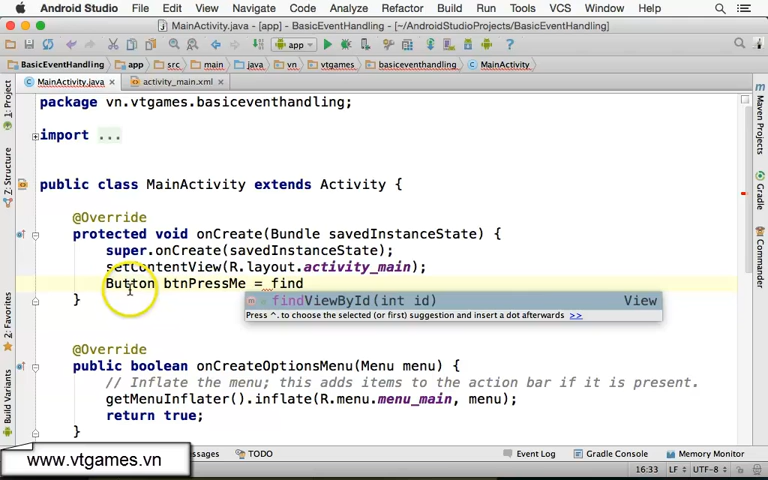 Android Studio File Edit View Navigate Code Analyze Refactor Build Run Tools VCS Window Help
MainActivity.java - [app] - BasicEventHandling - [~/AndroidStudioProjects/BasicEventHandling]
app
BasicEventHandling app src main java vn vtgames basiceventhandling MainActivity
MainActivity.java activity_main.xml
1: Project
7: Structure
2: Favorites
Build Variants
package vn.vtgames.basiceventhandling;
import ...
public class MainActivity extends Activity {
@Override
protected void onCreate(Bundle savedInstanceState) {
super.onCreate(savedInstanceState);
setContentView(R.layout.activity_main);
Button btnPressMe = find
findViewById(int id) View
Press ^. to choose the selected (or first) suggestion and insert a dot afterwards >>
}
@Override
public boolean onCreateOptionsMenu(Menu menu) {
// Inflate the menu; this adds items to the action bar if it is present.
getMenuInflater().inflate(R.menu.menu_main, menu);
return true;
}
Maven Projects
Gradle
Commander
www.vtgames.vn
ssages TODO Event Log Gradle Console Memory Monitor
16:33 LF UTF-8